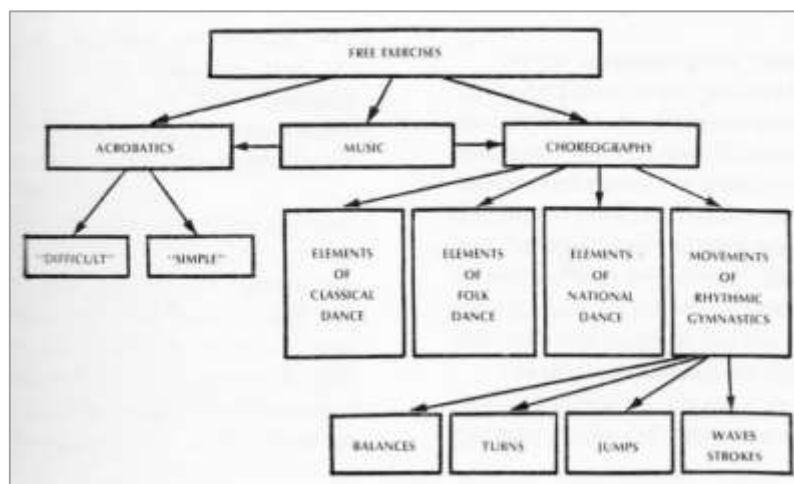 FREE EXERCISES
ACROBATICS
MUSIC
CHOREOGRAPHY
"DIFFICULT"
"SIMPLE"
ELEMENTS
OF
CLASSICAL
DANCE
ELEMENTS
OF
FOLK
DANCE
ELEMENTS
OF
NATIONAL
DANCE
MOVEMENTS
OF
RHYTHMIC
GYMNASTICS
BALANCES
TURNS
JUMPS
WAVES
STROKES